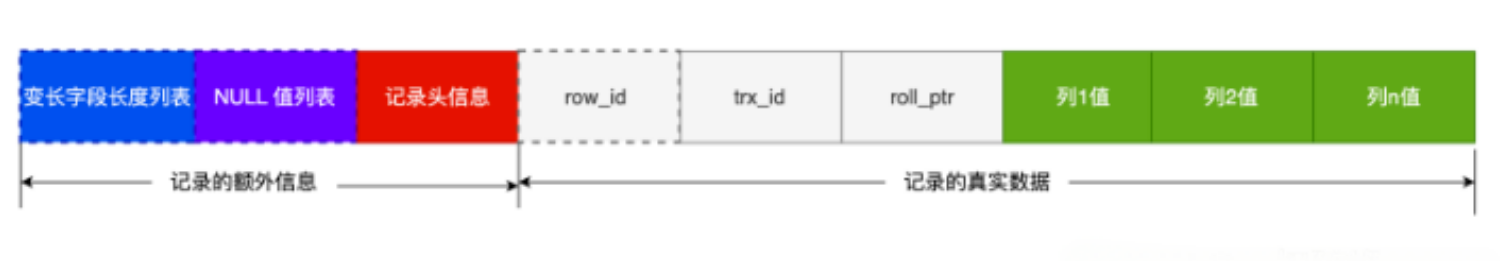 变长字段长度列表 NULL 值列表 记录头信息 row_id trx_id roll_ptr 列1值 列2值 列n值
记录的额外信息 记录的真实数据